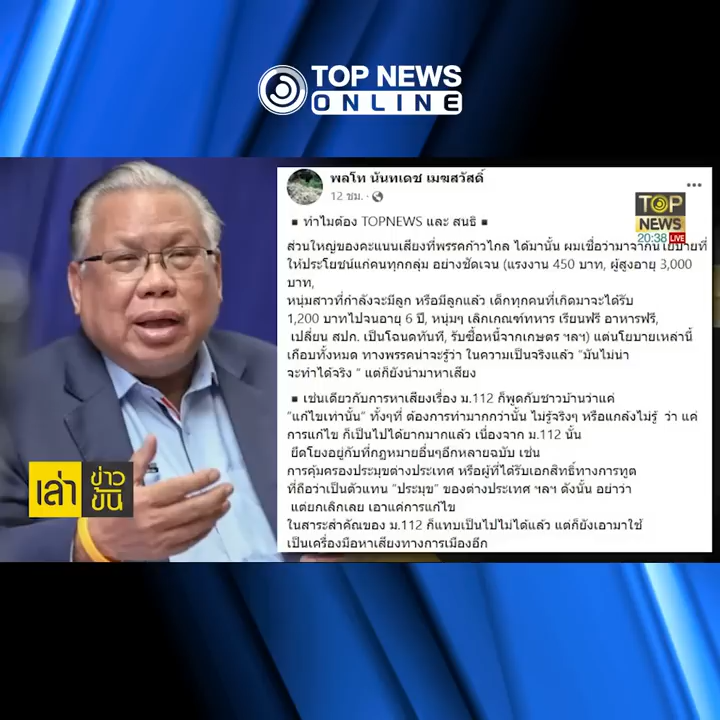 TOP NEWS
ONLINE
พลโท นันทเดช เมฆสวัสดิ์
12 ชม.
TOP
NEWS
20:38 LIVE
▪ ทำไมต้อง TOPNEWS และ สนธิ ▪
ส่วนใหญ่ของคะแนนเสียงที่พรรคก้าวไกล ได้มานั้น ผมเชื่อว่ามาจากนโยบายที่
ให้ประโยชน์แก่คนทุกกลุ่ม อย่างชัดเจน (แรงงาน 450 บาท, ผู้สูงอายุ 3,000
บาท,
หนุ่มสาวที่กำลังจะมีลูก หรือมีลูกแล้ว เด็กทุกคนที่เกิดมาจะได้รับ
1,200 บาทไปจนอายุ 6 ปี, หนุ่มๆ เลิกเกณฑ์ทหาร เรียนฟรี อาหารฟรี,
เปลี่ยน สปก. เป็นโฉนดทันที, รับซื้อหนี้จากเกษตร ฯลฯ) แต่นโยบายเหล่านี้
เกือบทั้งหมด ทางพรรคน่าจะรู้ว่า ในความเป็นจริงแล้ว "มันไม่น่า
จะทำได้จริง " แต่ก็ยังนำมาหาเสียง
▪ เช่นเดียวกับการหาเสียงเรื่อง ม.112 ก็พูดกับชาวบ้านว่าแค่
"แก้ไขเท่านั้น" ทั้งๆที่ ต้องการทำมากกว่านั้น ไม่รู้จริงๆ หรือแกล้งไม่รู้ ว่า แค่
การแก้ไข ก็เป็นไปได้ยากมากแล้ว เนื่องจาก ม.112 นั้น
ยึดโยงอยู่กับที่กฎหมายอื่นๆอีกหลายฉบับ เช่น
การคุ้มครองประมุขต่างประเทศ หรือผู้ที่ได้รับเอกสิทธิ์ทางการทูต
ที่ถือว่าเป็นตัวแทน "ประมุข" ของต่างประเทศ ฯลฯ ดังนั้น อย่าว่า
แต่ยกเลิกเลย เอาแค่การแก้ไข
ในสาระสำคัญของ ม.112 ก็แทบเป็นไปไม่ได้แล้ว แต่ก็ยังเอามาใช้
เป็นเครื่องมือหาเสียงทางการเมืองอีก
เล่า
ข่าว
ข้น